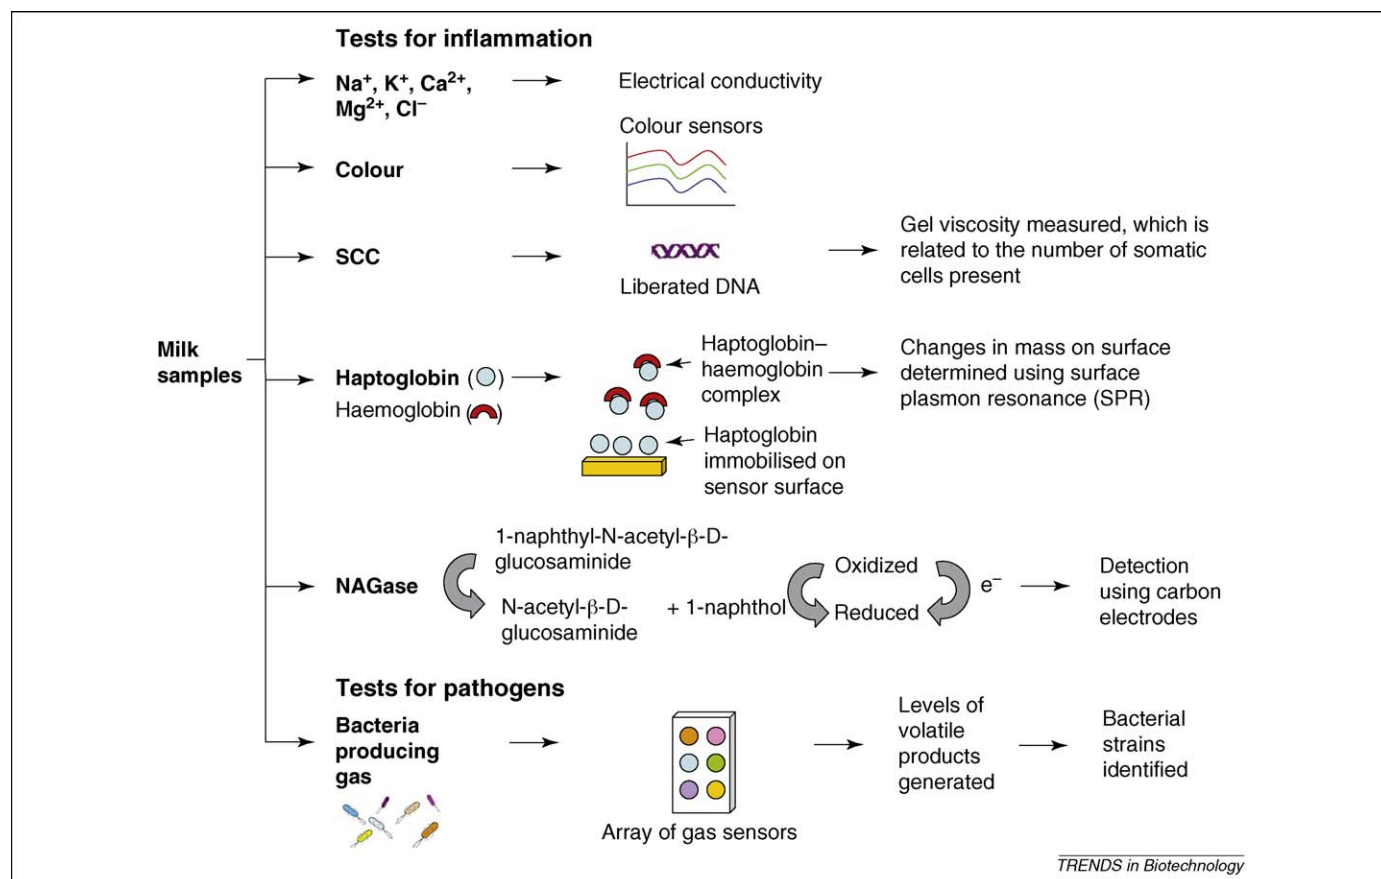 Tests for inflammation
Na⁺, K⁺, Ca²⁺,
Mg²⁺, Cl⁻
Electrical conductivity
Colour sensors
Colour
SCC
Liberated DNA
Gel viscosity measured, which is
related to the number of somatic
cells present
Milk
samples
Haptoglobin ( )
Haemoglobin ( )
Haptoglobin–
haemoglobin
complex
Haptoglobin
immobilised on
sensor surface
Changes in mass on surface
determined using surface
plasmon resonance (SPR)
NAGase
1-naphthyl-N-acetyl-β-D-
glucosaminide
N-acetyl-β-D-
glucosaminide
+ 1-naphthol
Oxidized
Reduced
e⁻
Detection
using carbon
electrodes
Tests for pathogens
Bacteria
producing
gas
Array of gas sensors
Levels of
volatile
products
generated
Bacterial
strains
identified
TRENDS in Biotechnology